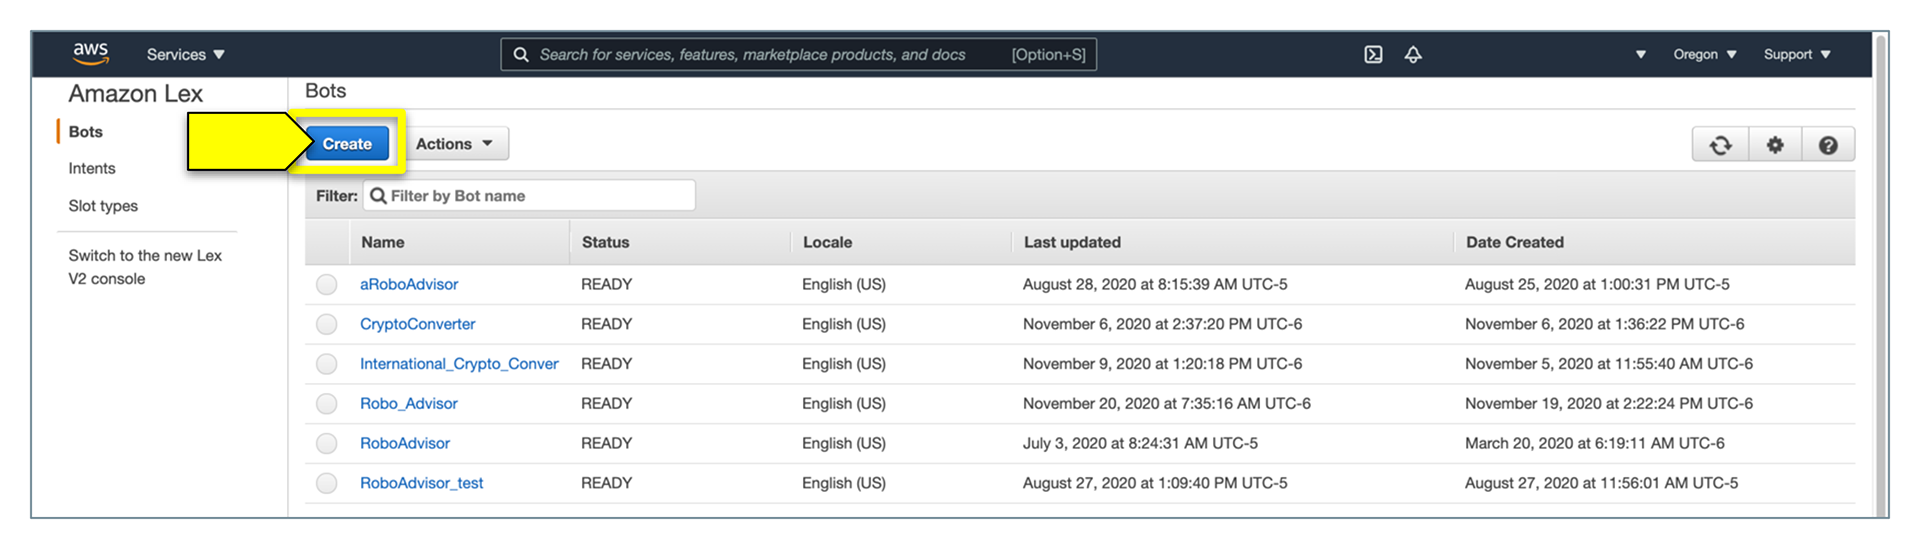 aws Services ▼ Search for services, features, marketplace products, and docs [Option+S] ▼ Oregon ▼ Support ▼
Amazon Lex
Bots
Intents
Slot types
Switch to the new Lex
V2 console
Bots
Create Actions ▼
Filter: Filter by Bot name
Name Status Locale Last updated Date Created
aRoboAdvisor READY English (US) August 28, 2020 at 8:15:39 AM UTC-5 August 25, 2020 at 1:00:31 PM UTC-5
CryptoConverter READY English (US) November 6, 2020 at 2:37:20 PM UTC-6 November 6, 2020 at 1:36:22 PM UTC-6
International_Crypto_Conver READY English (US) November 9, 2020 at 1:20:18 PM UTC-6 November 5, 2020 at 11:55:40 AM UTC-6
Robo_Advisor READY English (US) November 20, 2020 at 7:35:16 AM UTC-6 November 19, 2020 at 2:22:24 PM UTC-6
RoboAdvisor READY English (US) July 3, 2020 at 8:24:31 AM UTC-5 March 20, 2020 at 6:19:11 AM UTC-6
RoboAdvisor_test READY English (US) August 27, 2020 at 1:09:40 PM UTC-5 August 27, 2020 at 11:56:01 AM UTC-5